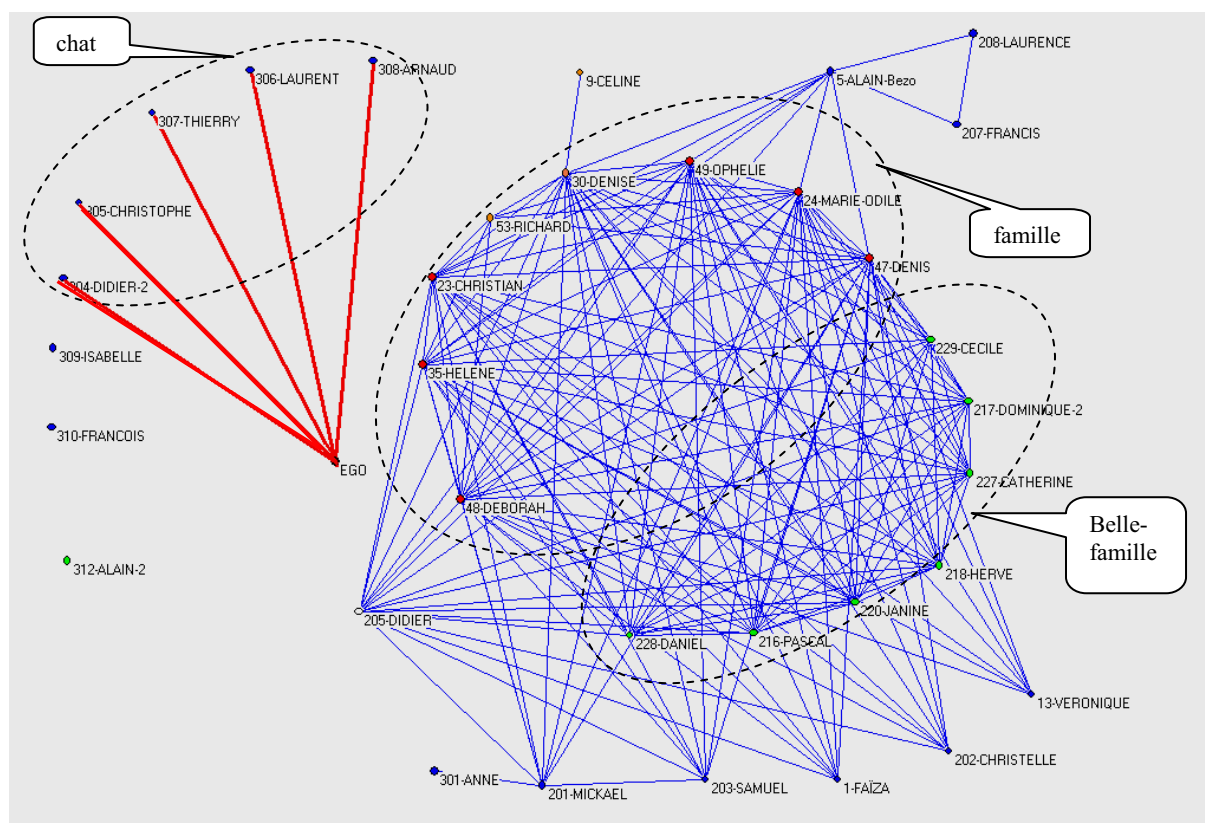 chat
208-LAURENCE
306-LAURENT
308-ARNAUD
9-CELINE
5-ALAIN-Bezo
307-THIERRY
207-FRANCIS
49-OPHELIE
30-DENISE
24-MARIE-ODILE
305-CHRISTOPHE
53-RICHARD
famille
47-DENIS
304-DIDIER-2
23-CHRISTIAN
309-ISABELLE
229-CECILE
35-HELENE
217-DOMINIQUE-2
310-FRANCOIS
EGO
227-CATHERINE
48-DEBORAH
Belle-
famille
312-ALAIN-2
218-HERVE
220-JANINE
205-DIDIER
228-DANIEL
216-PASCAL
13-VERONIQUE
202-CHRISTELLE
301-ANNE
201-MICKAEL
203-SAMUEL
1-FAÏZA